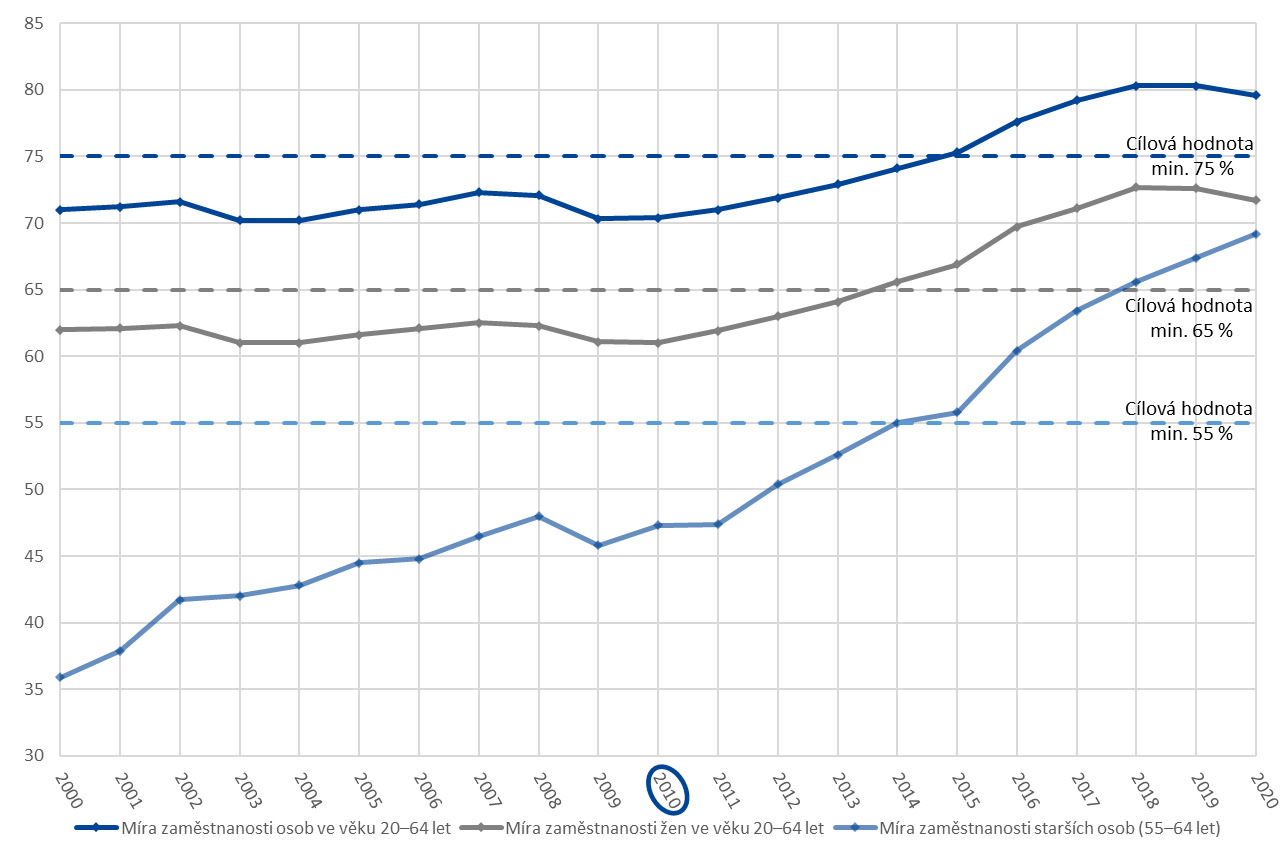 85
80
75
70
65
60
55
50
45
40
35
30
Cílová hodnota
min. 75 %
Cílová hodnota
min. 65 %
Cílová hodnota
min. 55 %
2000 2001 2002 2003 2004 2005 2006 2007 2008 2009 2010 2011 2012 2013 2014 2015 2016 2017 2018 2019 2020
Míra zaměstnanosti osob ve věku 20–64 let Míra zaměstnanosti žen ve věku 20–64 let Míra zaměstnanosti starších osob (55–64 let)